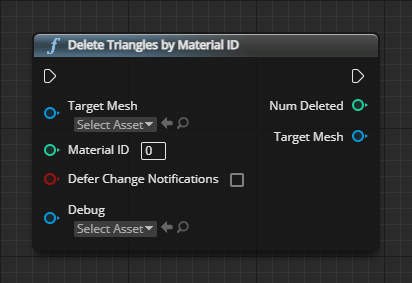 f Delete Triangles by Material ID
Target Mesh
Select Asset
Num Deleted
Target Mesh
Material ID 0
Defer Change Notifications
Debug
Select Asset